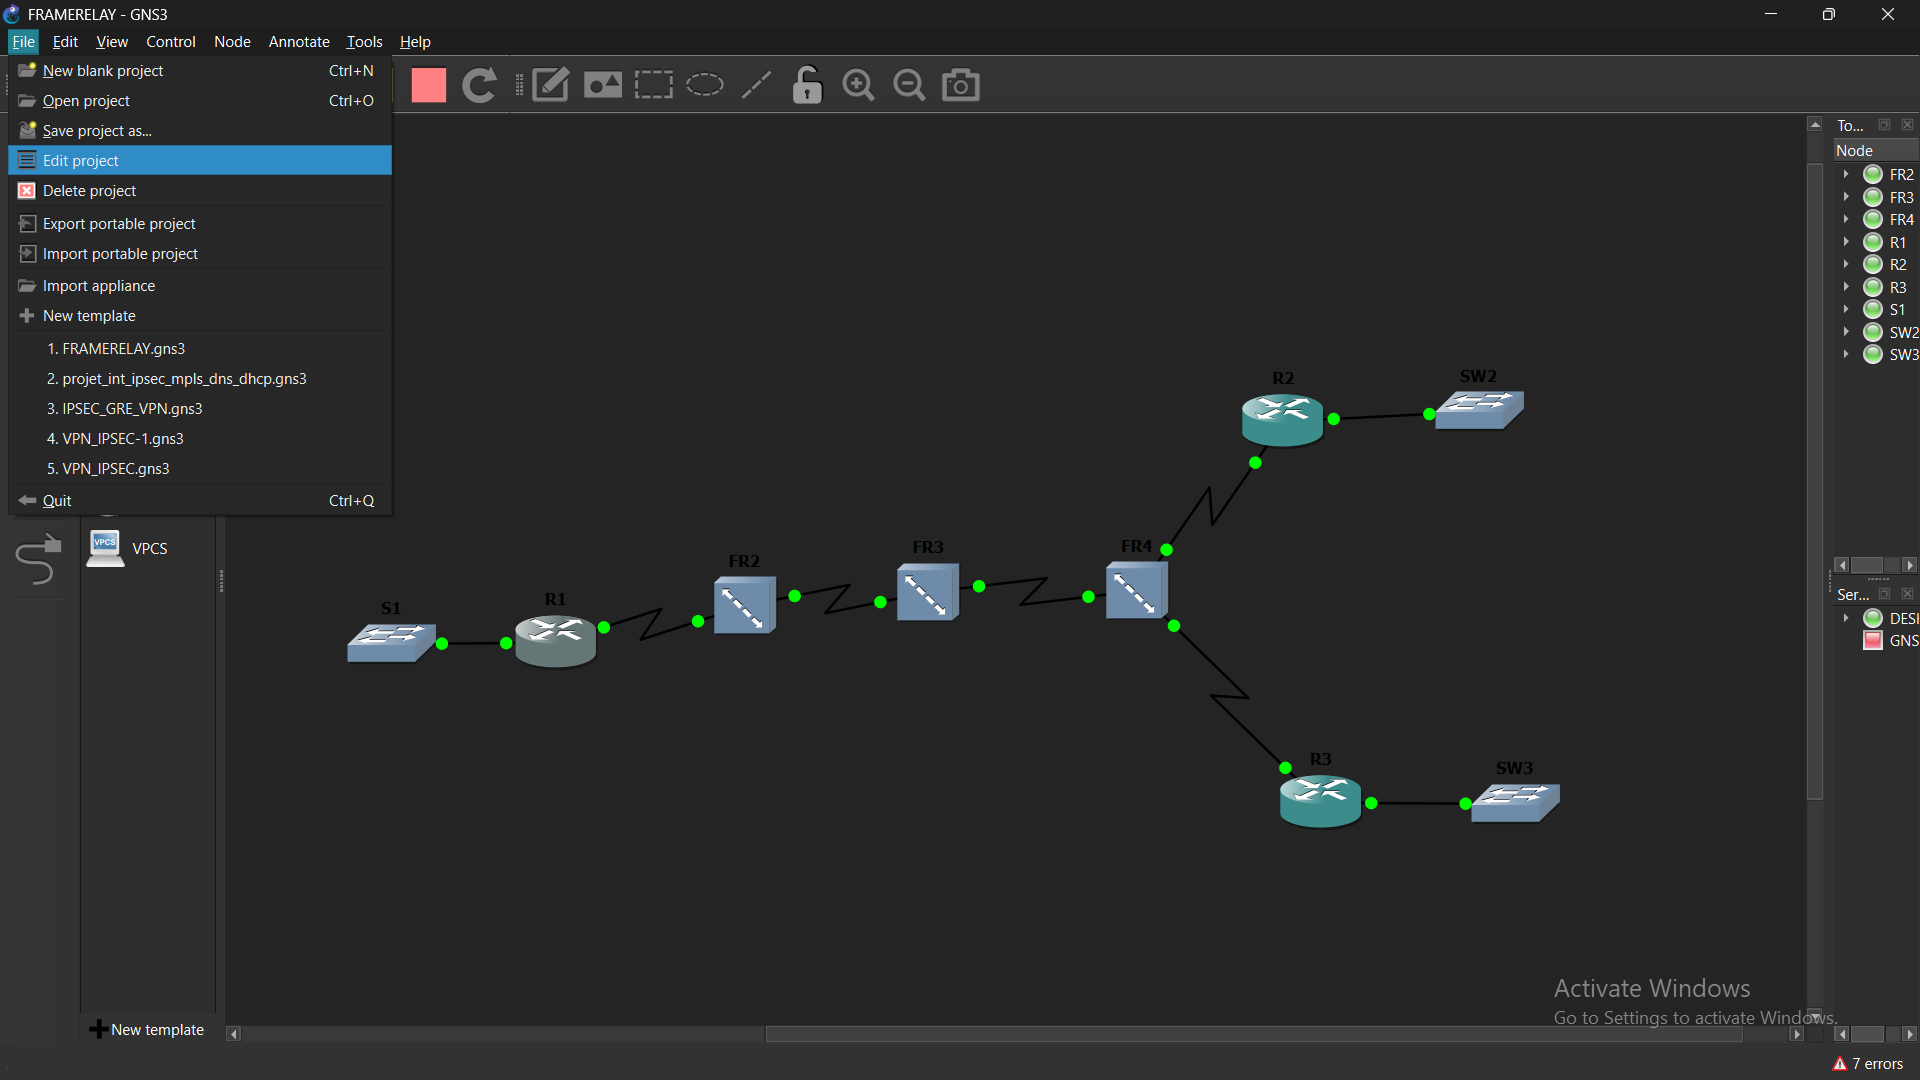 FRAMERELAY - GNS3
File Edit View Control Node Annotate Tools Help
New blank project Ctrl+N
Open project Ctrl+O
Save project as...
Edit project
Delete project
Export portable project
Import portable project
Import appliance
New template
1. FRAMERELAY.gns3
2. projet_int_ipsec_mpls_dns_dhcp.gns3
3. IPSEC_GRE_VPN.gns3
4. VPN_IPSEC-1.gns3
5. VPN_IPSEC.gns3
Quit Ctrl+Q
VPCS
VPCS
New template
S1
R1
FR2
FR3
FR4
R2
SW2
R3
SW3
To...
Node
FR2
FR3
FR4
R1
R2
R3
S1
SW2
SW3
Ser...
DESI
GNS
Activate Windows
Go to Settings to activate Windows.
7 errors